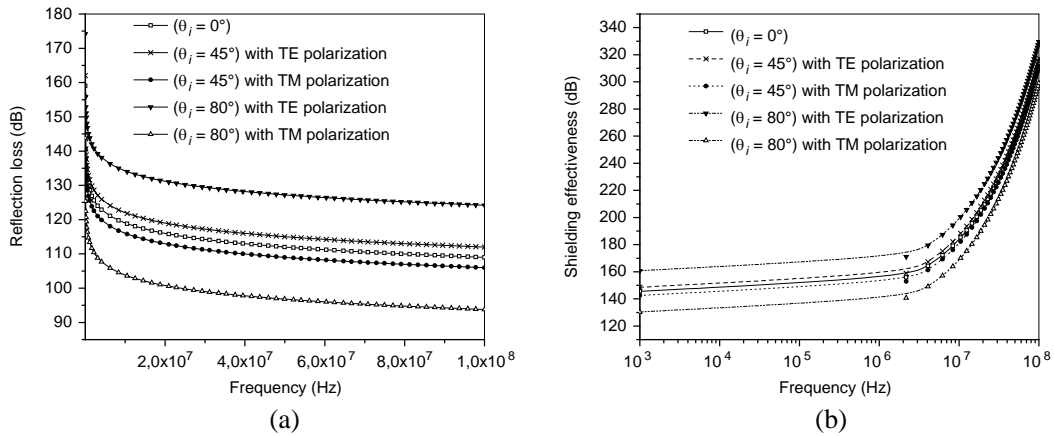 180
170
160
150
140
130
120
110
100
90
Reflection loss (dB)
(θi = 0°)
(θi = 45°) with TE polarization
(θi = 45°) with TM polarization
(θi = 80°) with TE polarization
(θi = 80°) with TM polarization
2,0x10^7 4,0x10^7 6,0x10^7 8,0x10^7 1,0x10^8
Frequency (Hz)
(a)
340
320
300
280
260
240
220
200
180
160
140
120
Shielding effectiveness (dB)
(θi = 0°)
(θi = 45°) with TE polarization
(θi = 45°) with TM polarization
(θi = 80°) with TE polarization
(θi = 80°) with TM polarization
10^3 10^4 10^5 10^6 10^7 10^8
Frequency (Hz)
(b)